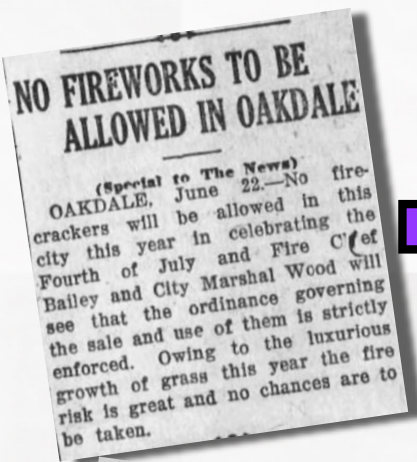 NO FIREWORKS TO BE
ALLOWED IN OAKDALE
(Special to The News)
OAKDALE, June 22.—No fire-
crackers will be allowed in this
city this year in celebrating the
Fourth of July and Fire Chief
Bailey and City Marshal Wood will
see that the ordinance governing
the sale and use of them is strictly
enforced. Owing to the luxurious
growth of grass this year the fire
risk is great and no chances are to
be taken.